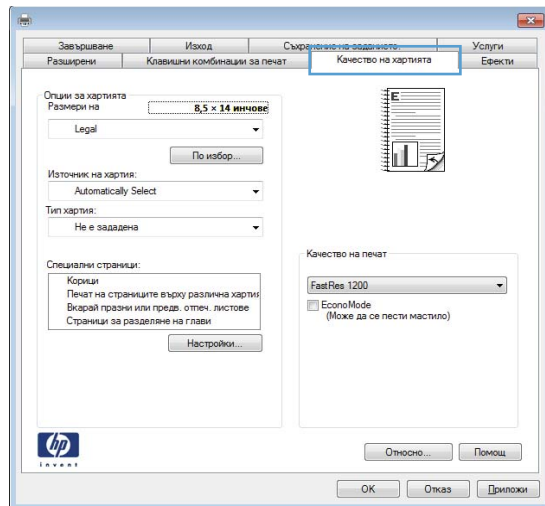 Завършване
Изход
Съхранение на заданието.
Услуги
Разширени
Клавишни комбинации за печат
Качество на хартията
Ефекти
Опции за хартията
Размери на
8,5 × 14 инчове
Legal
По избор...
Източник на хартия:
Automatically Select
Тип хартия:
Не е зададена
Специални страници:
Корици
Печат на страниците върху различна хартия
Вкарай празни или предв. отпеч. листове
Страници за разделяне на глави
Настройки...
E
Качество на печат
FastRes 1200
EconoMode
(Може да се пести мастило)
hp
invent
Относно...
Помощ
OK
Отказ
Приложи